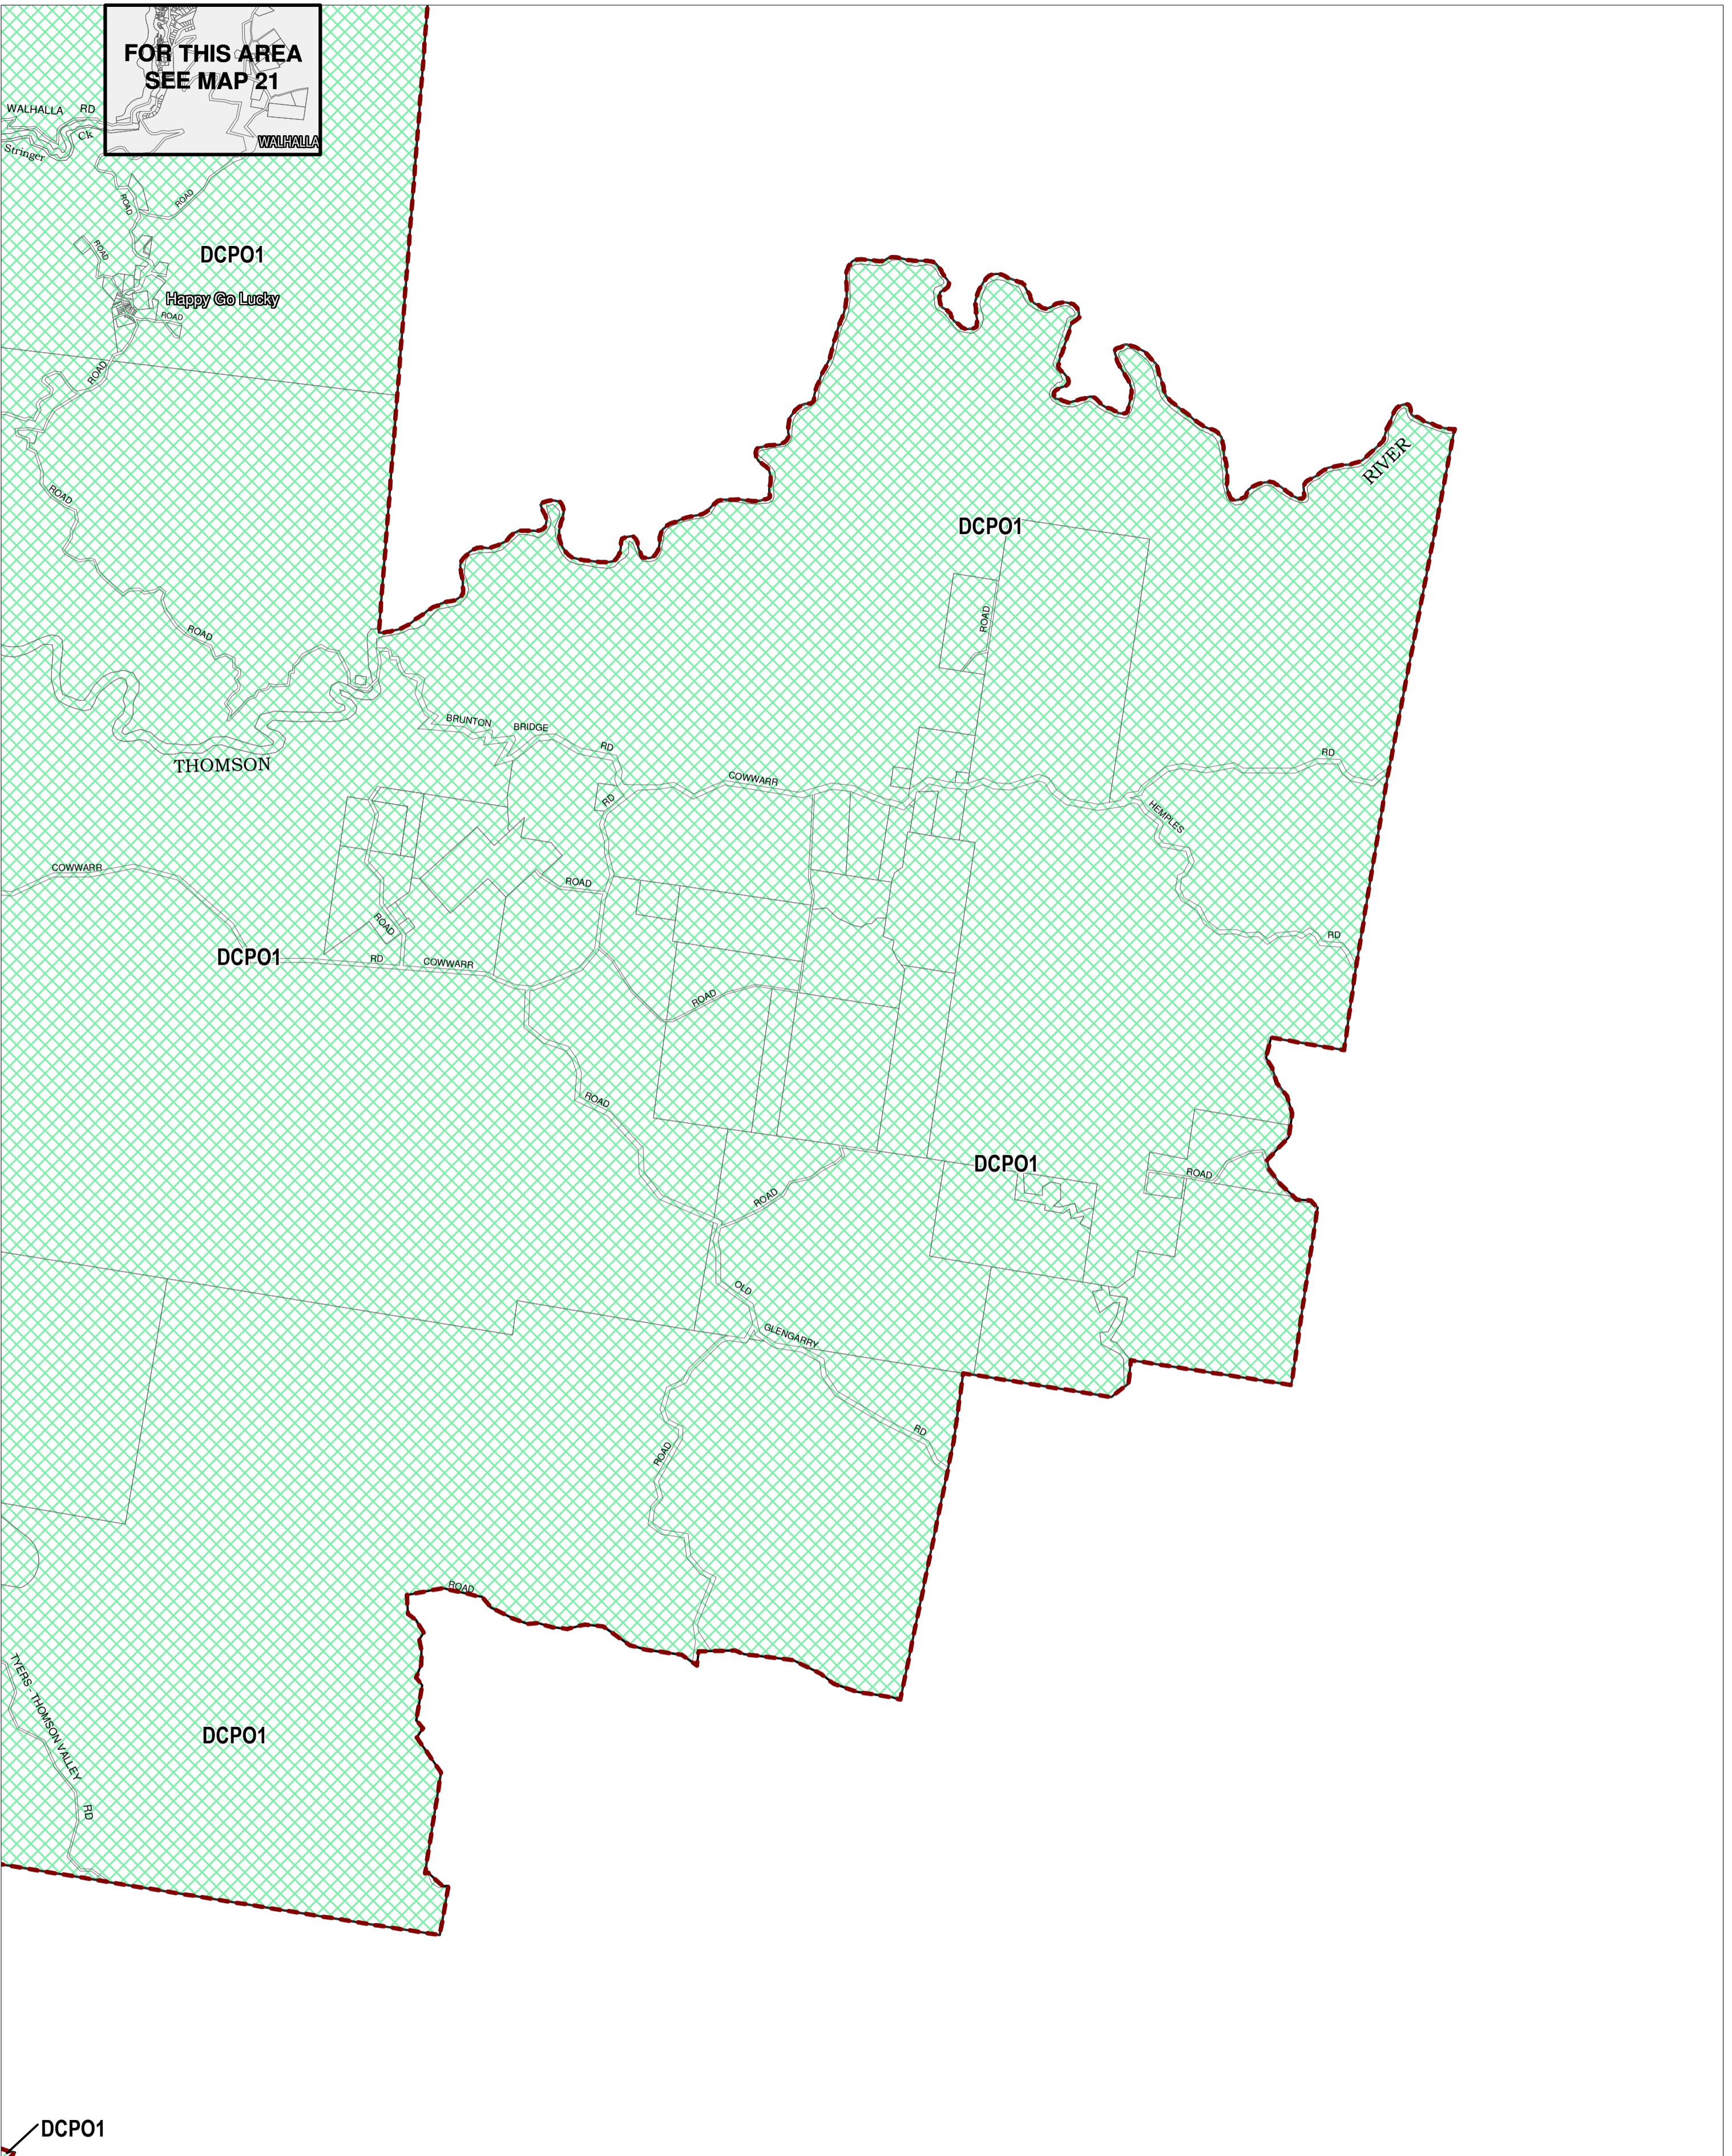 FOR THIS AREA
SEE MAP 21
WALHALLA RD
Ck
Stringer
WALHALLA
ROAD
ROAD
ROAD
DCPO1
Happy Go Lucky
ROAD
ROAD
RIVER
ROAD
DCPO1
ROAD
ROAD
BRUNTON BRIDGE RD
THOMSON
COWWARR
RD
RD
HEMPLES
COWWARR
ROAD
ROAD
RD
DCPO1
RD
COWWARR
ROAD
ROAD
DCPO1
ROAD
ROAD
OLD
GLENGARRY
RD
ROAD
ROAD
TYERS - THOMSON VALLEY
DCPO1
RD
DCPO1